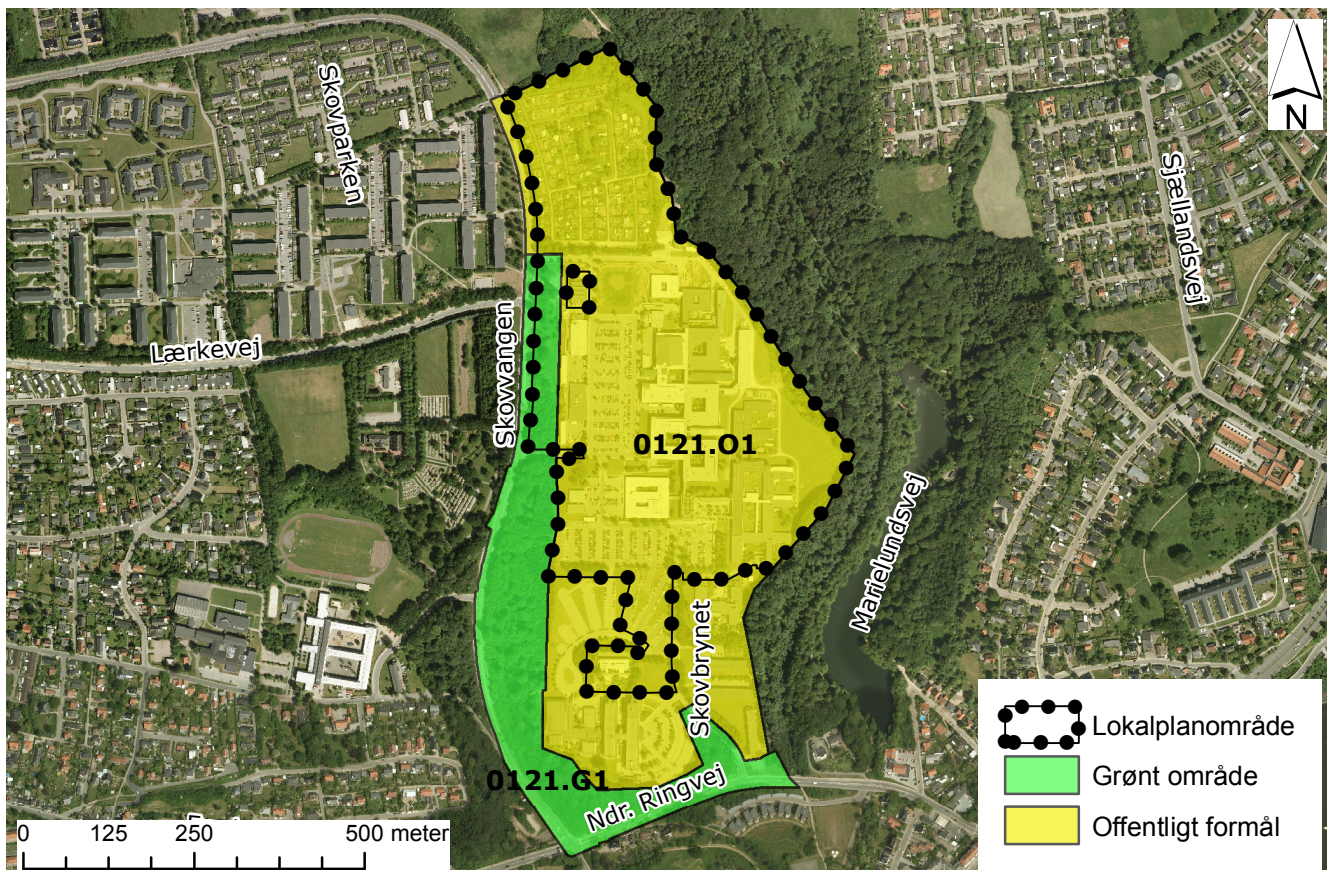 N
Skovparken
Sjællandsvej
Lærkevej
Skovvangen
0121.O1
Marielundsvej
Skovbrynet
0121.G1
Ndr. Ringvej
Lokalplanområde
Grønt område
Offentligt formål
0 125 250 500 meter